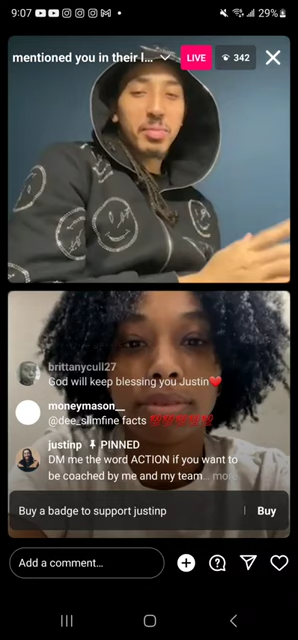 9:07
29%
mentioned you in their l...
LIVE
342
brittanycull27
God will keep blessing you Justin❤️
moneymason__
@dee_slimfine facts 💯💯💯💯💯
justinp 📌 PINNED
DM me the word ACTION if you want to
be coached by me and my team... more
Buy a badge to support justinp
Buy
Add a comment...